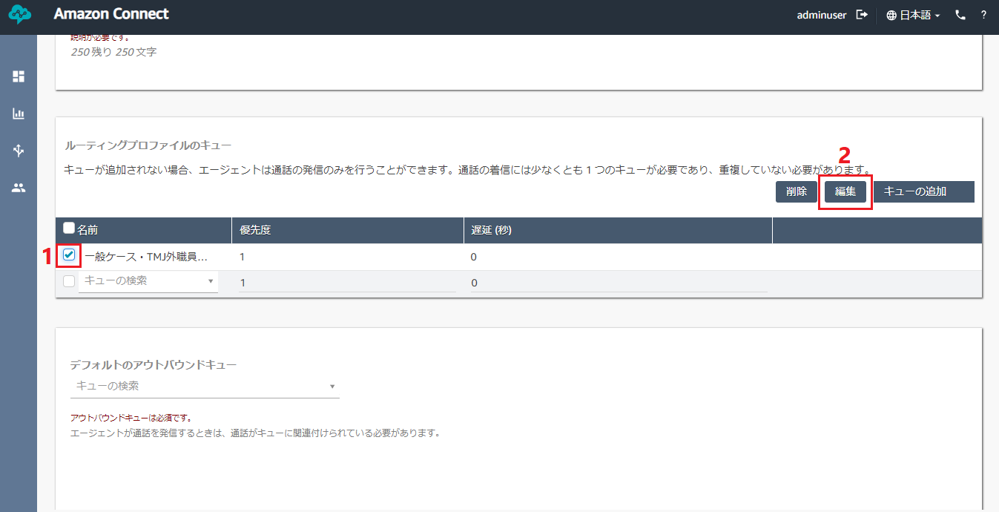 Amazon Connect
adminuser
日本語
?
説明が必要です。
250 残り 250 文字
ルーティングプロファイルのキュー
2
キューが追加されない場合、エージェントは通話の発信のみを行うことができます。通話の着信には少なくとも 1 つのキューが必要であり、重複していない必要があります。
削除
編集
キューの追加
名前
優先度
遅延 (秒)
1
一般ケース・TMJ外職員...
1
0
キューの検索
1
0
デフォルトのアウトバウンドキュー
キューの検索
アウトバウンドキューは必須です。
エージェントが通話を発信するときは、通話がキューに関連付けられている必要があります。